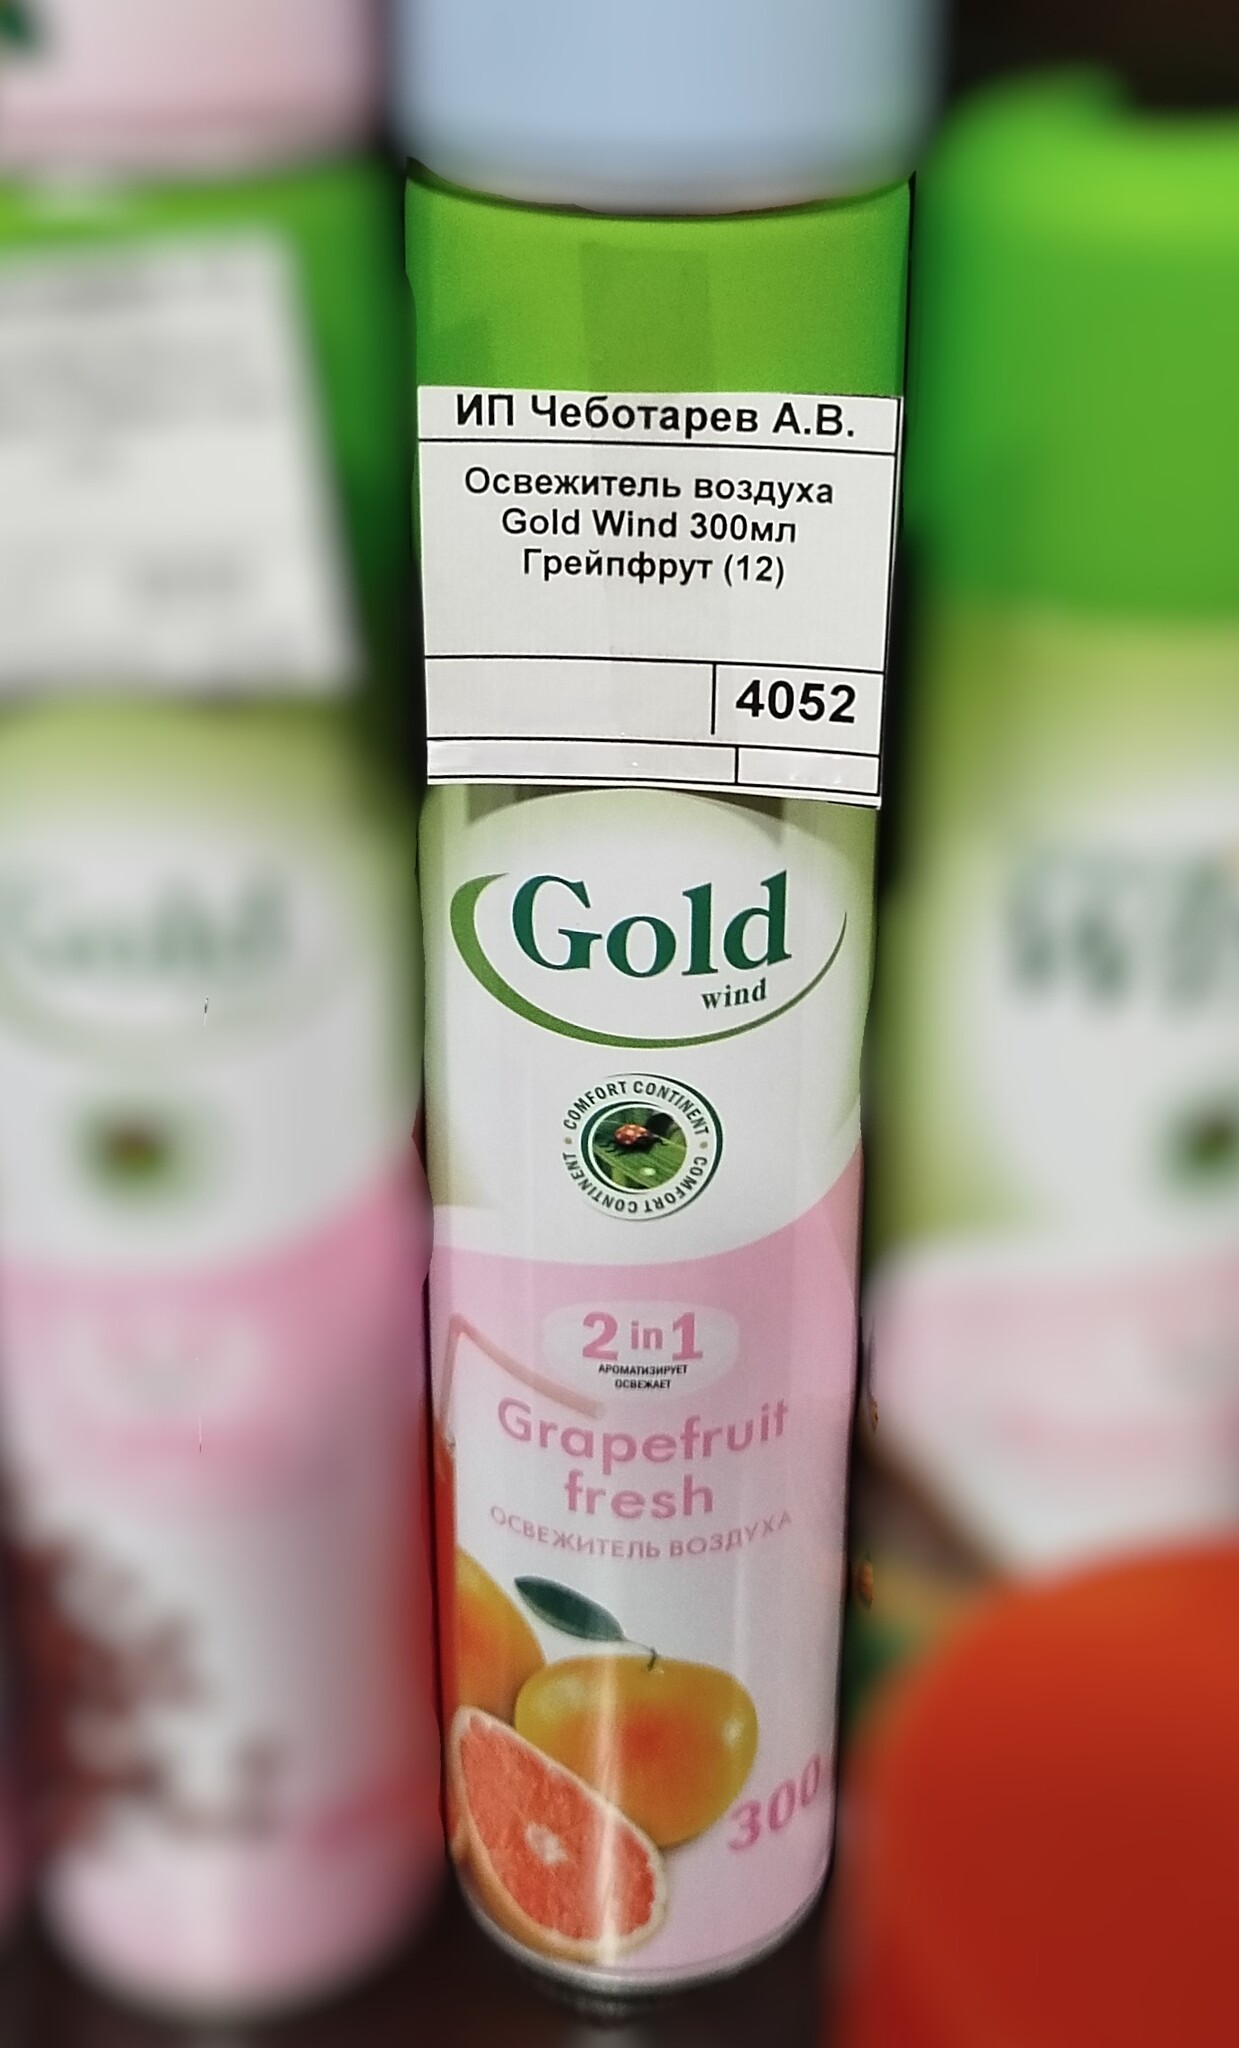 ИП Чеботарев А.В.
Освежитель воздуха
Gold Wind 300мл
Грейпфрут (12)
4052
Gold
wind
COMFORT CONTINENT • COMFORT CONTINENT •
2 in 1
АРОМАТИЗИРУЕТ
ОСВЕЖАЕТ
Grapefruit
fresh
ОСВЕЖИТЕЛЬ ВОЗДУХА
300